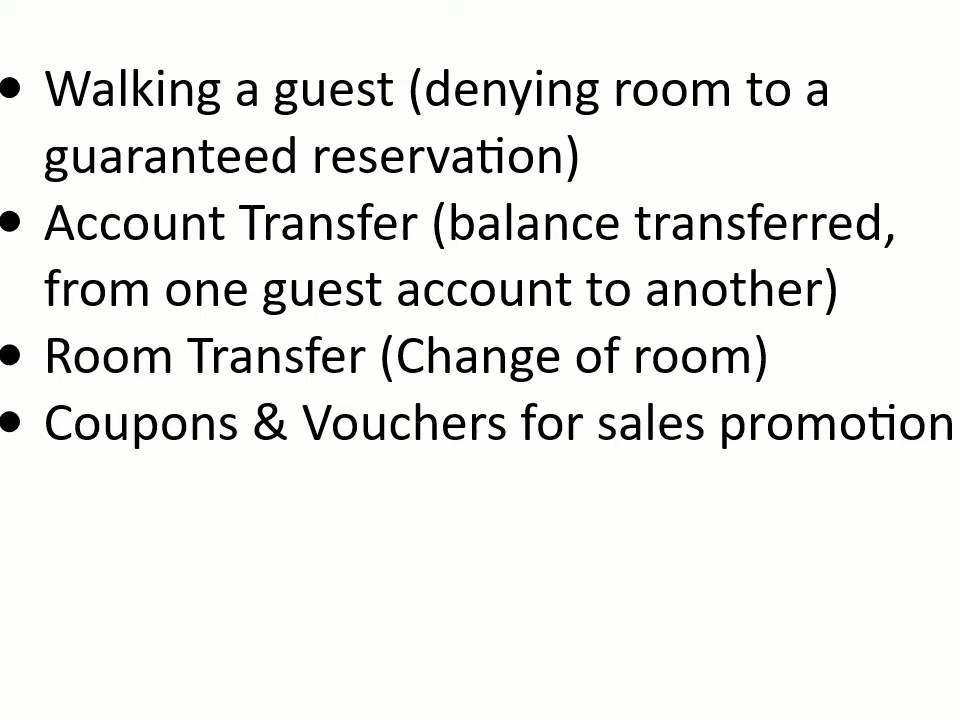 • Walking a guest (denying room to a
guaranteed reservation)
• Account Transfer (balance transferred,
from one guest account to another)
• Room Transfer (Change of room)
• Coupons & Vouchers for sales promotion